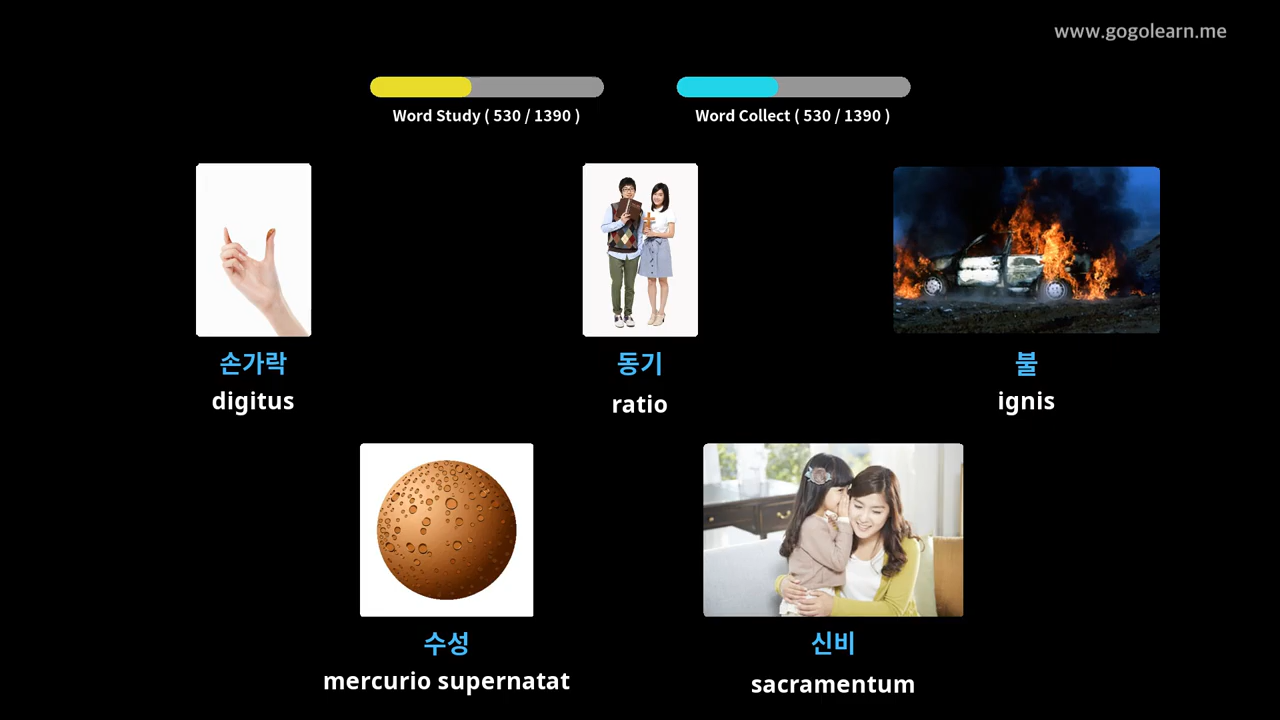 www.gogolearn.me
Word Study ( 530 / 1390 )
Word Collect ( 530 / 1390 )
손가락
digitus
동기
ratio
불
ignis
수성
mercurio supernatat
신비
sacramentum